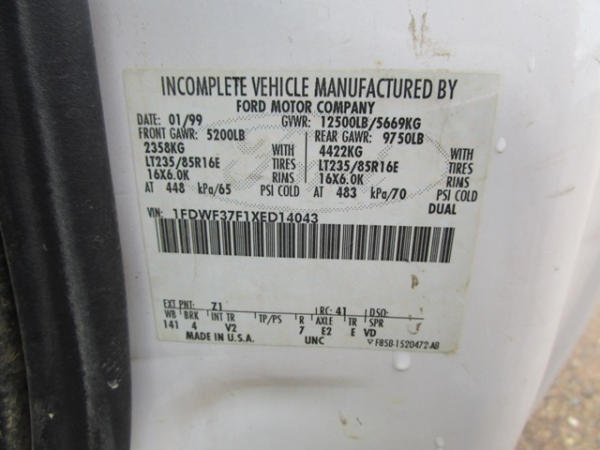 INCOMPLETE VEHICLE MANUFACTURED BY
FORD MOTOR COMPANY
DATE: 01/99 GVWR: 12500LB/5669KG
FRONT GAWR: 5200LB REAR GAWR: 9750LB
2358KG WITH 4422KG WITH
LT235/85R16E TIRES LT235/85R16E TIRES
16X6.0K RIMS 16X6.0K RIMS
AT 448 kPa/65 PSI COLD AT 483 kPa/70 PSI COLD
DUAL
VIN: 1FDWF37F1XED14043
EXT PNT: Z1 RC: 41 DSO:
WB BRK INT TR TP/PS R AXLE TR SPR
141 4 V2 7 E2 E VD
MADE IN U.S.A. UNC F85B-1520472-AB